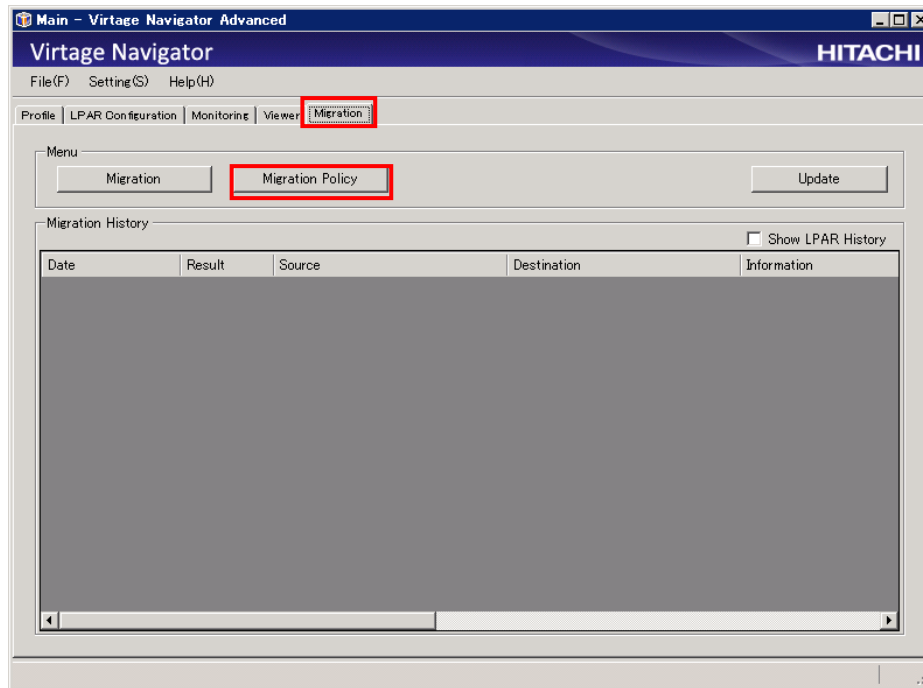 Main - Virtage Navigator Advanced
Virtage Navigator
HITACHI
File(F) Setting(S) Help(H)
Profile LPAR Configuration Monitoring Viewer Migration
Menu
Migration Migration Policy Update
Migration History
Show LPAR History
Date Result Source Destination Information